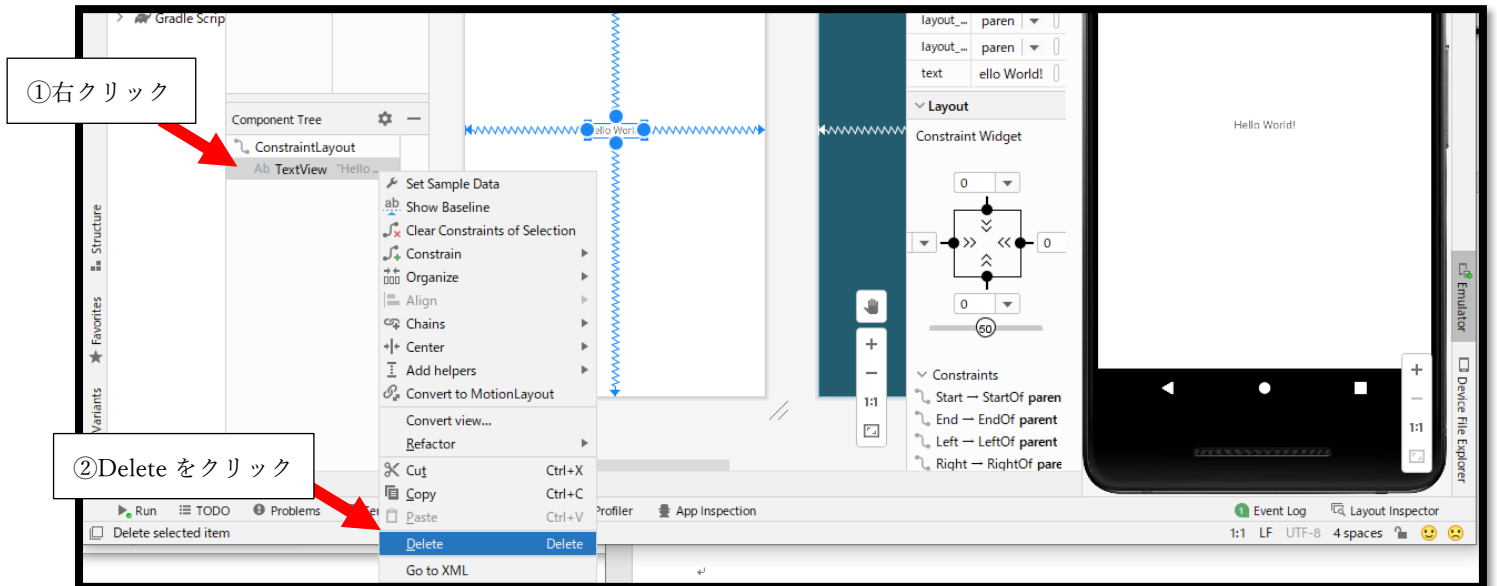 Gradle Scrip
①右クリック
Component Tree
ConstraintLayout
Ab TextView "Hello ..
Set Sample Data
Show Baseline
Clear Constraints of Selection
Constrain
Organize
Align
Chains
Center
Add helpers
Convert to MotionLayout
Convert view...
Refactor
Cut Ctrl+X
Copy Ctrl+C
Paste Ctrl+V
Delete Delete
Go to XML
②Delete をクリック
Structure
Favorites
Variants
ello Worl
layout_... paren
layout_... paren
text ello World!
Layout
Constraint Widget
0
0
0
50
Constraints
Start → StartOf paren
End → EndOf parent
Left → LeftOf parent
Right → RightOf pare
1:1
Hello World!
1:1
Emulator
Device File Explorer
Run TODO Problems Profiler App Inspection Event Log Layout Inspector
Delete selected item 1:1 LF UTF-8 4 spaces